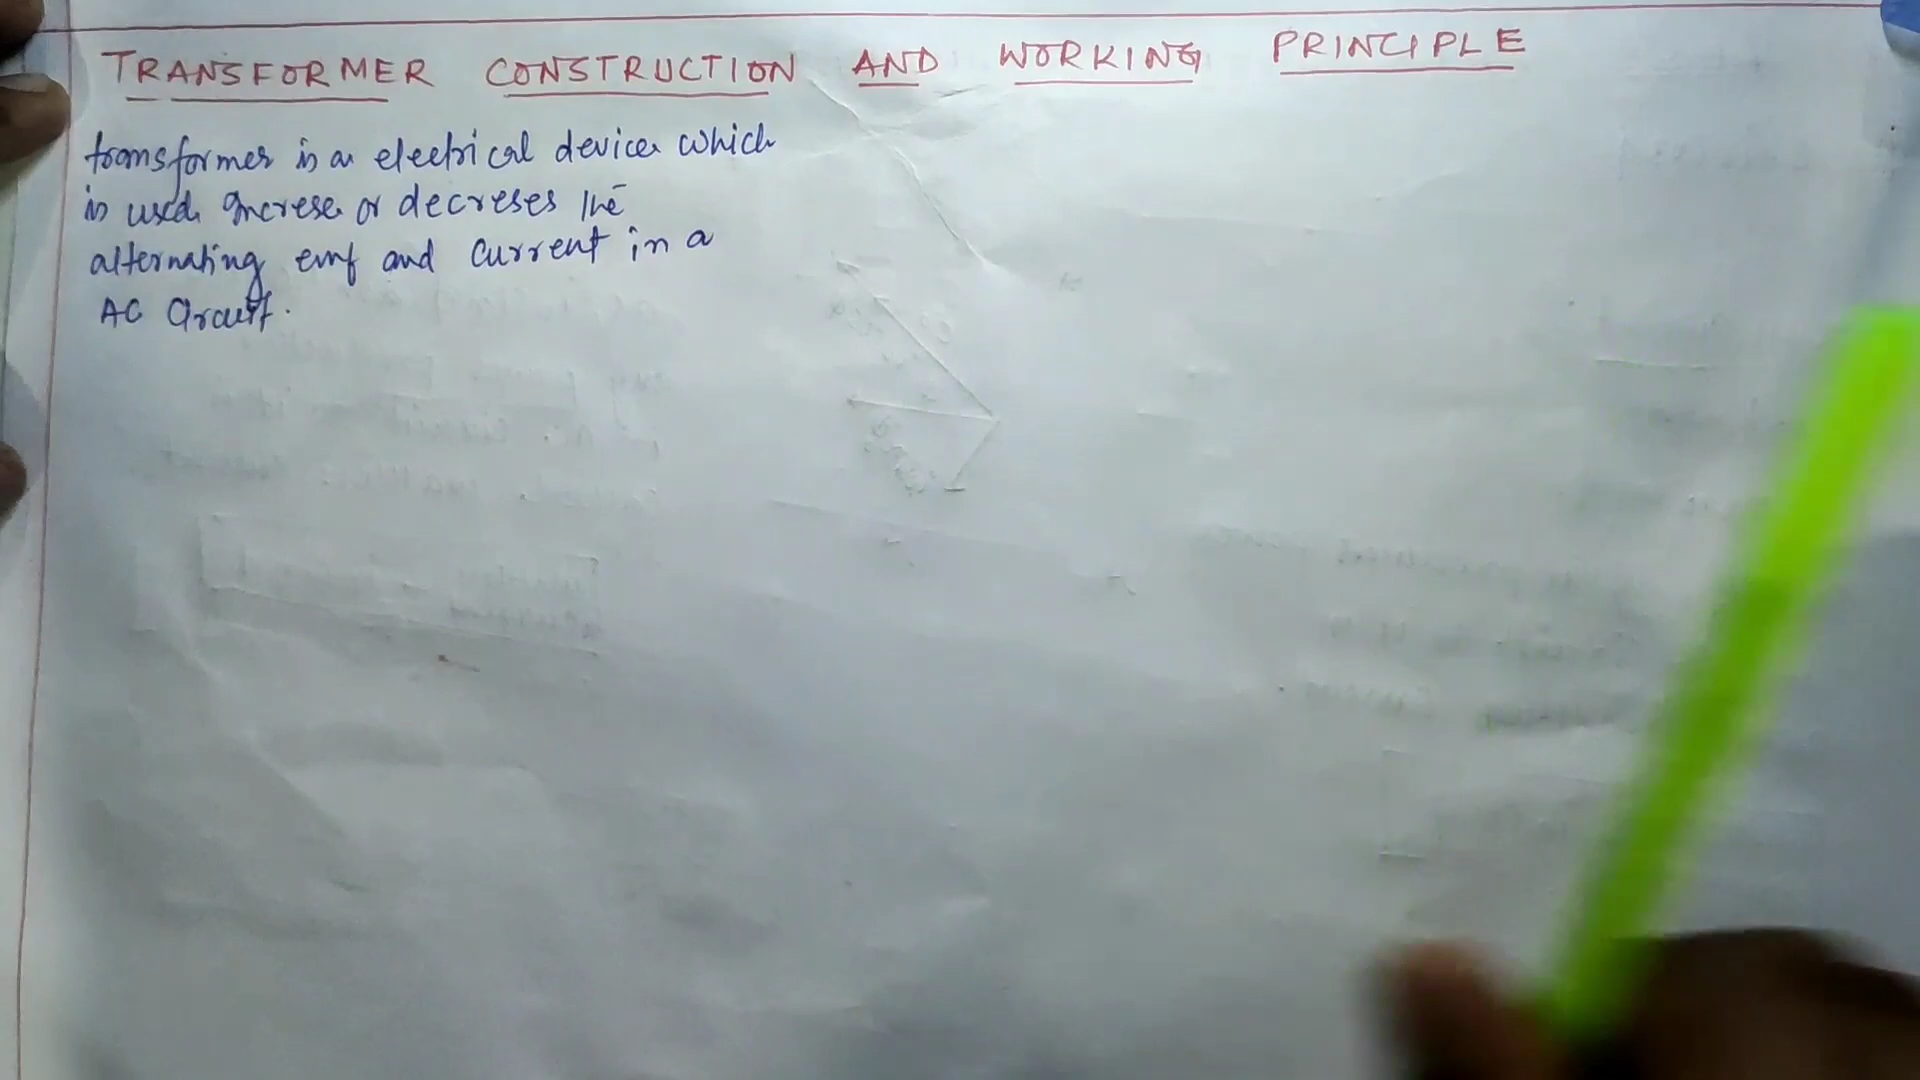 TRANSFORMER CONSTRUCTION AND WORKING PRINCIPLE
transformer is a electrical device which
is used increse or decreses the
alternating emf and current in a
AC Circuit.